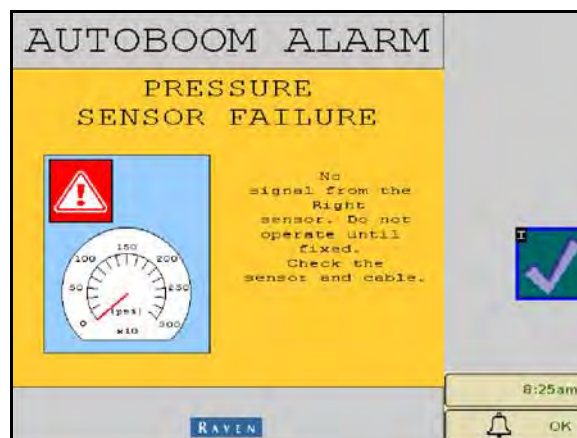 AUTOBOOM ALARM
PRESSURE
SENSOR FAILURE
No
signal from the
Right
sensor. Do not
operate until
fixed.
Check the
sensor and cable.
150
100 200
50 250
0 (psi) 300
x10
I
8:25am
OK
RAVEN